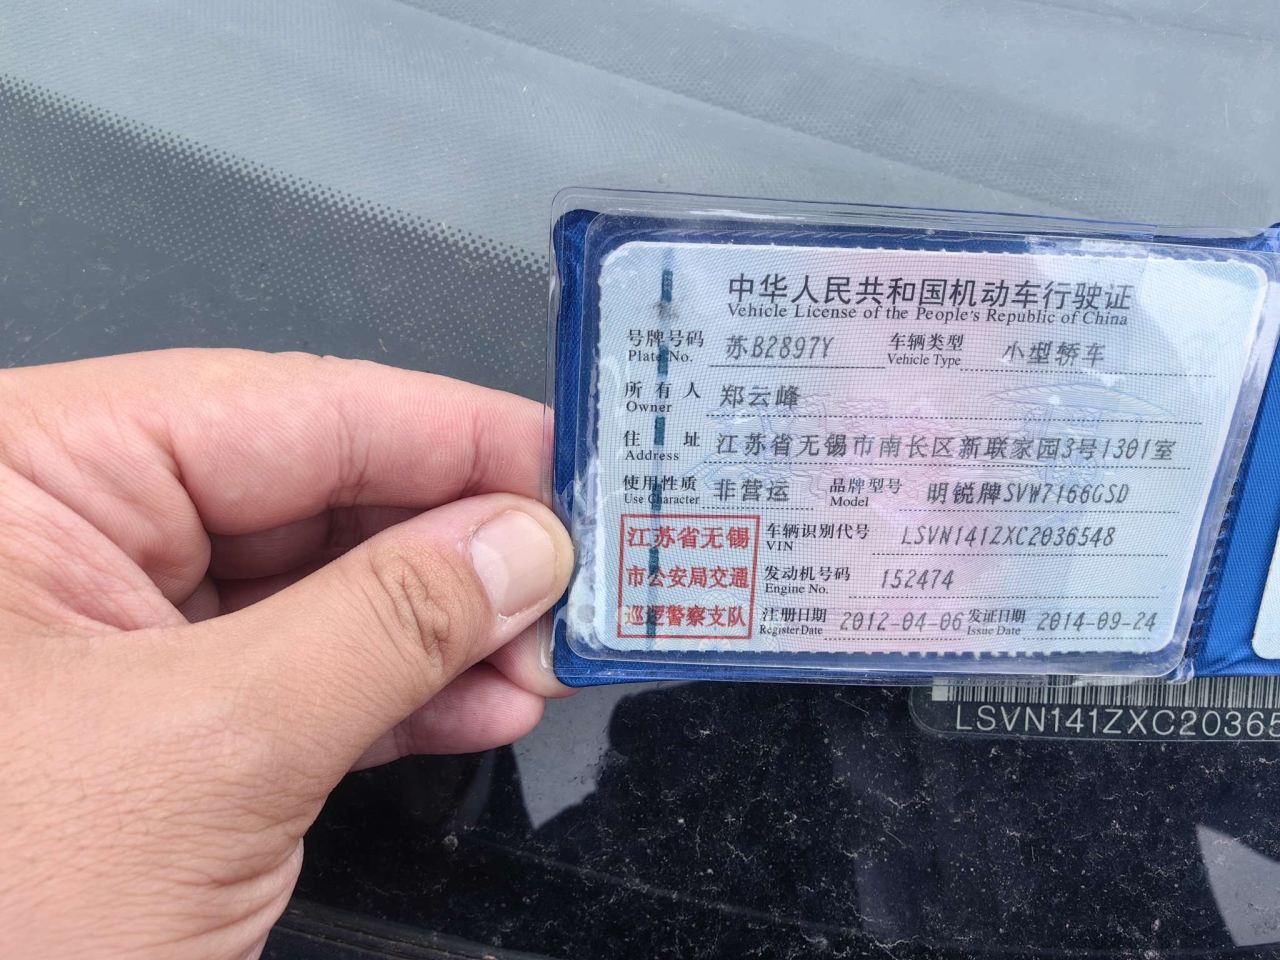 中华人民共和国机动车行驶证
Vehicle License of the People's Republic of China
号牌号码 苏B2897Y 车辆类型 小型轿车
Plate No. Vehicle Type
所有人 郑云峰
Owner
住址 江苏省无锡市南长区新联家园3号1301室
Address
使用性质 非营运 品牌型号 明锐牌SVW7166GSD
Use Character Model
江苏省无锡
市公安局交通
巡逻警察支队
车辆识别代号 LSVN141ZXC2036548
VIN
发动机号码 152474
Engine No.
注册日期 2012-04-06 发证日期 2014-09-24
Register Date Issue Date
LSVN141ZXC20365